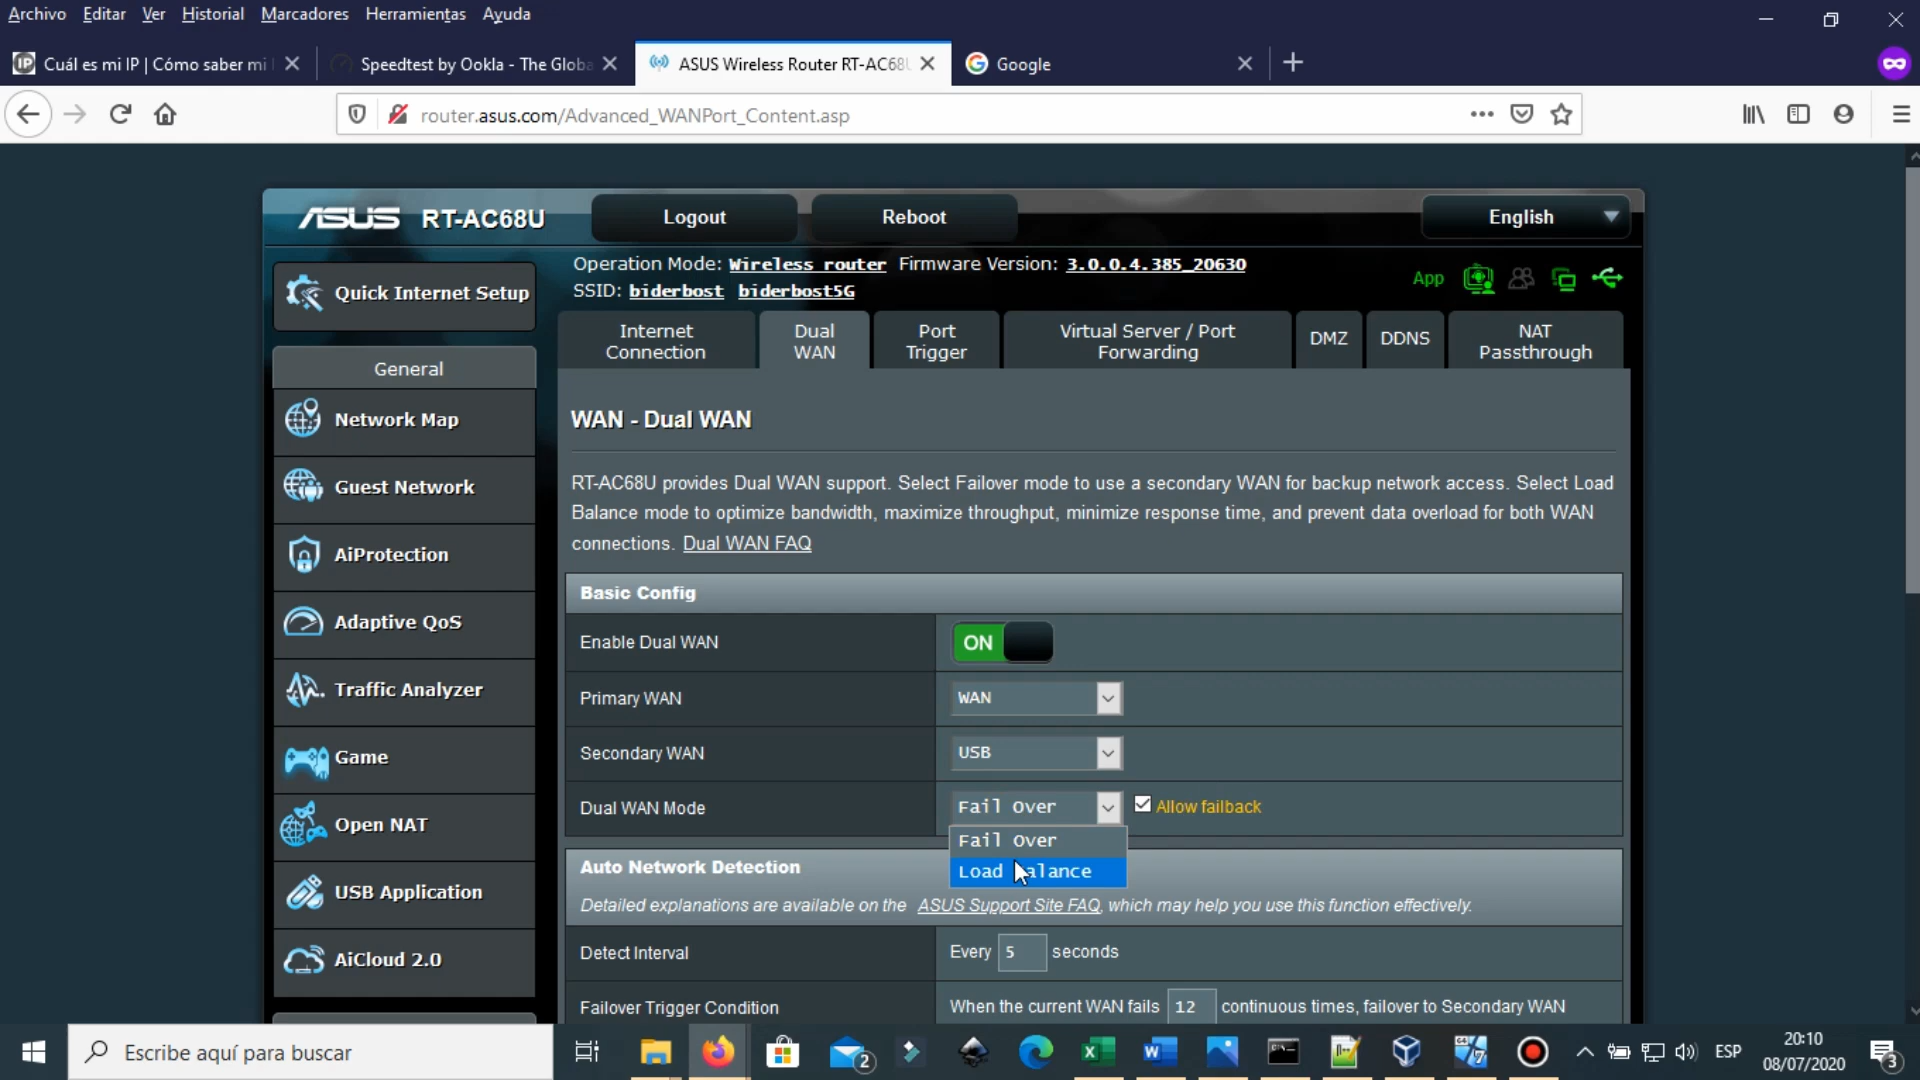 Archivo Editar Ver Historial Marcadores Herramientas Ayuda
IP Cuál es mi IP | Cómo saber mi
Speedtest by Ookla - The Globa
ASUS Wireless Router RT-AC68U
Google
router.asus.com/Advanced_WANPort_Content.asp
ASUS RT-AC68U
Logout
Reboot
English
Operation Mode: Wireless router Firmware Version: 3.0.0.4.385_20630
SSID: biderbost biderbost5G
App
Quick Internet Setup
General
Network Map
Guest Network
AiProtection
Adaptive QoS
Traffic Analyzer
Game
Open NAT
USB Application
AiCloud 2.0
Internet
Connection
Dual
WAN
Port
Trigger
Virtual Server / Port
Forwarding
DMZ
DDNS
NAT
Passthrough
WAN - Dual WAN
RT-AC68U provides Dual WAN support. Select Failover mode to use a secondary WAN for backup network access. Select Load
Balance mode to optimize bandwidth, maximize throughput, minimize response time, and prevent data overload for both WAN
connections. Dual WAN FAQ
Basic Config
Enable Dual WAN
ON
Primary WAN
WAN
Secondary WAN
USB
Dual WAN Mode
Fail Over
Allow failback
Fail Over
Load Balance
Auto Network Detection
Detailed explanations are available on the ASUS Support Site FAQ, which may help you use this function effectively.
Detect Interval
Every 5 seconds
Failover Trigger Condition
When the current WAN fails 12 continuous times, failover to Secondary WAN
Escribe aquí para buscar
2
ESP
20:10
08/07/2020
3